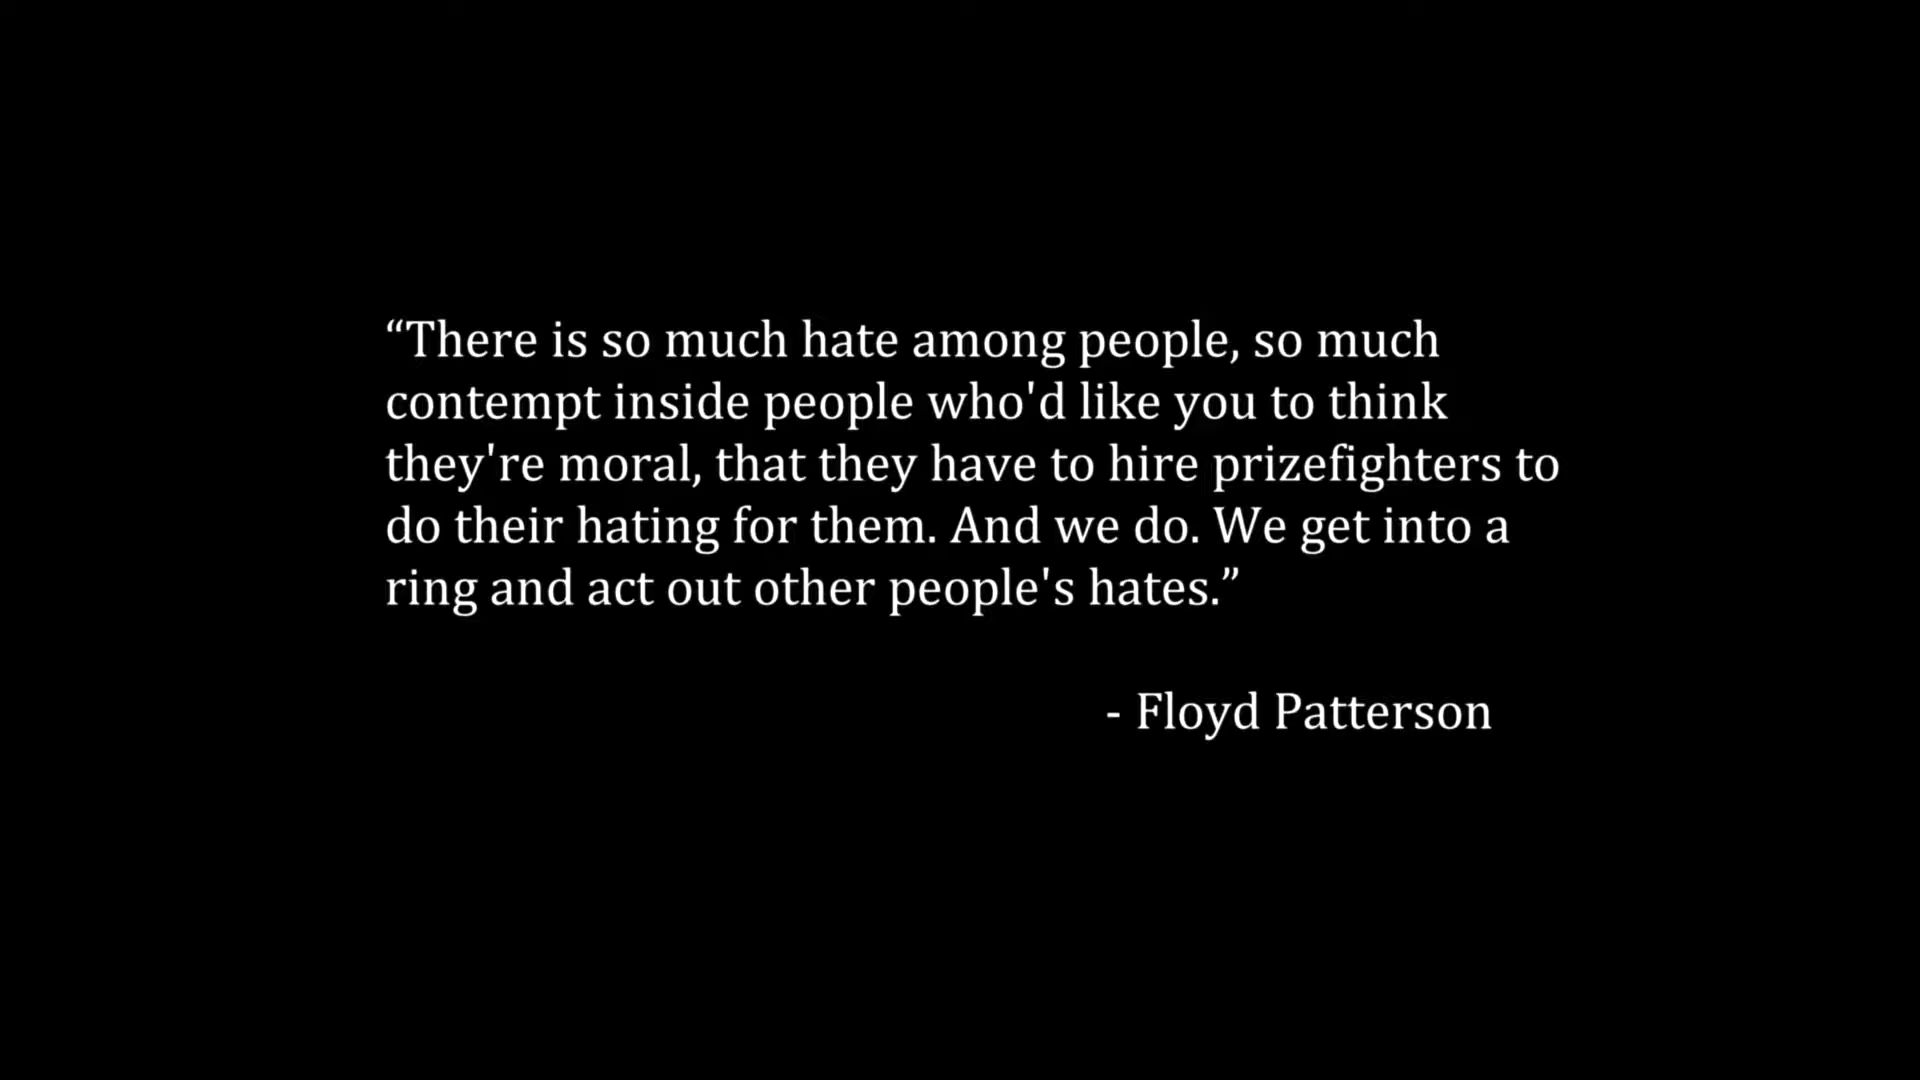 “There is so much hate among people, so much
contempt inside people who'd like you to think
they're moral, that they have to hire prizefighters to
do their hating for them. And we do. We get into a
ring and act out other people's hates.”
- Floyd Patterson